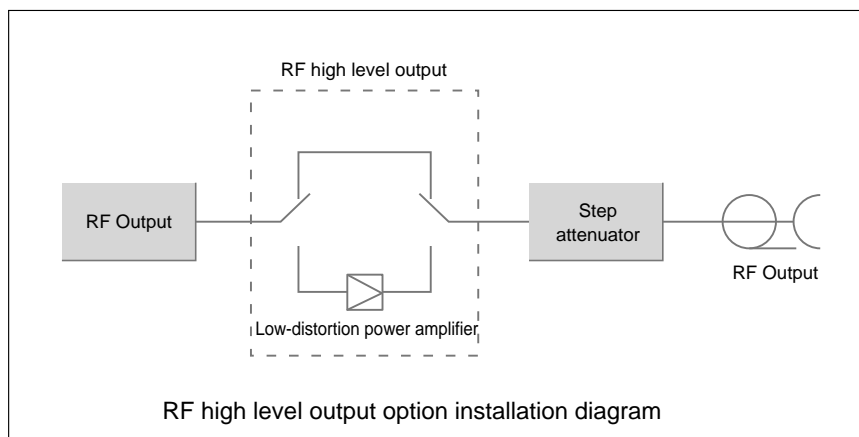 RF high level output
RF Output
Step
attenuator
RF Output
Low-distortion power amplifier
RF high level output option installation diagram